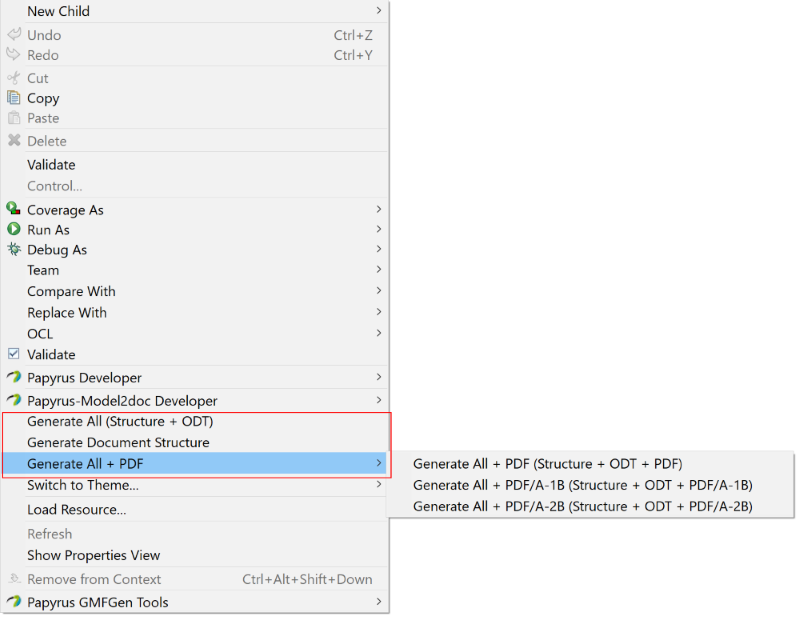 New Child
Undo Ctrl+Z
Redo Ctrl+Y
Cut
Copy
Paste
Delete
Validate
Control...
Coverage As
Run As
Debug As
Team
Compare With
Replace With
OCL
Validate
Papyrus Developer
Papyrus-Model2doc Developer
Generate All (Structure + ODT)
Generate Document Structure
Generate All + PDF
Generate All + PDF (Structure + ODT + PDF)
Switch to Theme...
Generate All + PDF/A-1B (Structure + ODT + PDF/A-1B)
Generate All + PDF/A-2B (Structure + ODT + PDF/A-2B)
Load Resource...
Refresh
Show Properties View
Remove from Context Ctrl+Alt+Shift+Down
Papyrus GMFGen Tools